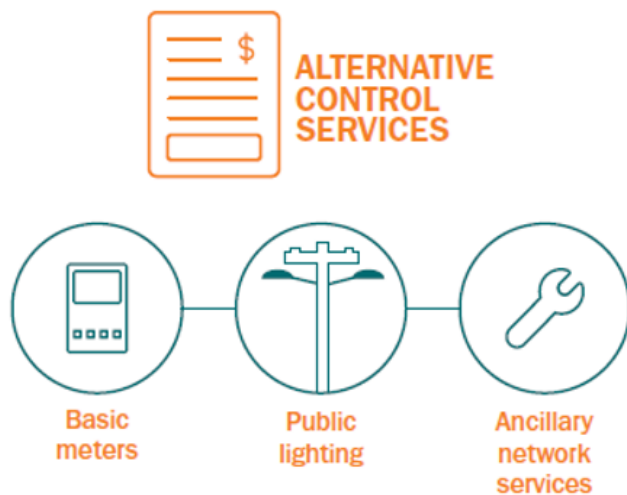 $
ALTERNATIVE
CONTROL
SERVICES
Basic
meters
Public
lighting
Ancillary
network
services